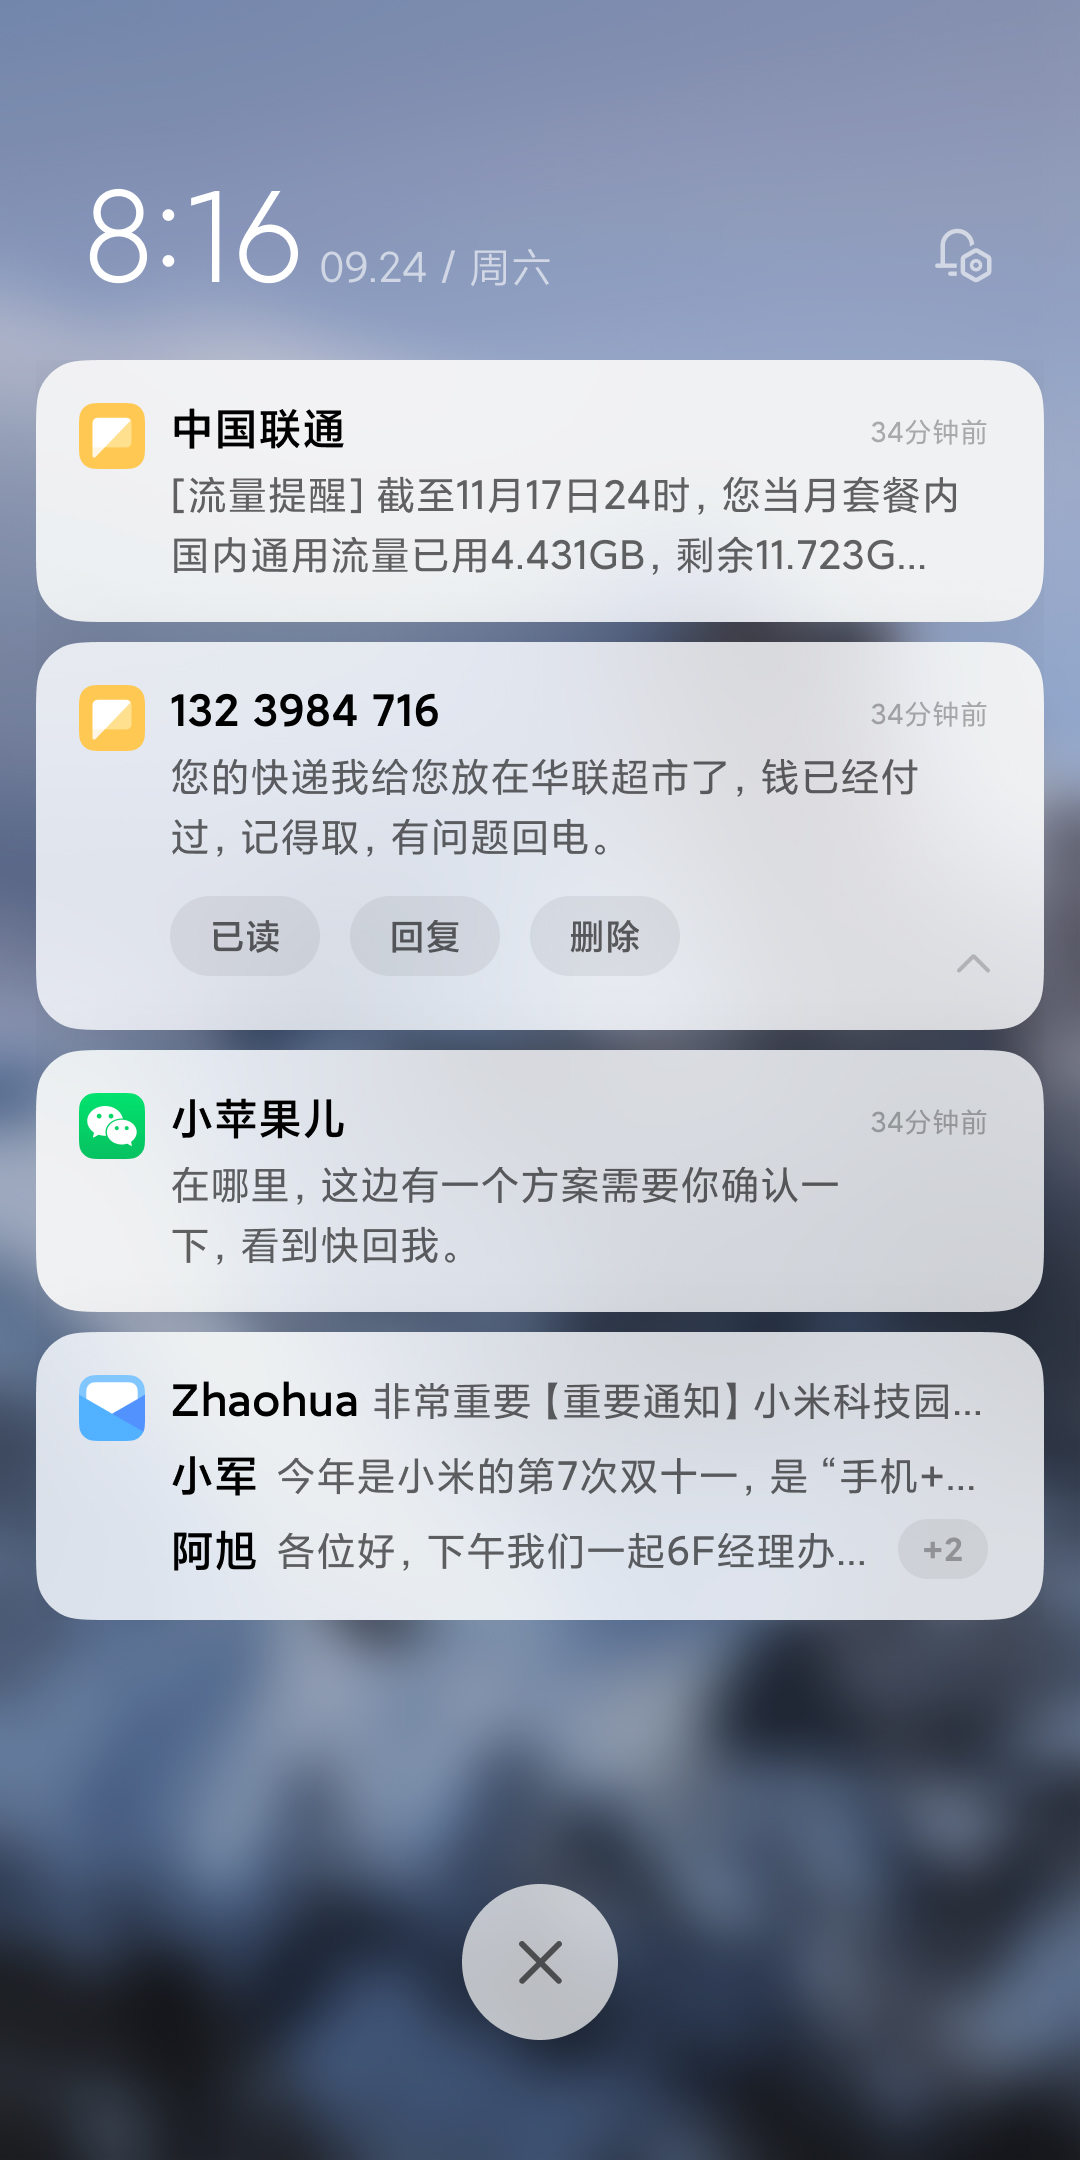 8:16 09.24 / 周六
中国联通 34分钟前
[流量提醒] 截至11月17日24时, 您当月套餐内
国内通用流量已用4.431GB, 剩余11.723G...
132 3984 716 34分钟前
您的快递我给您放在华联超市了, 钱已经付
过, 记得取, 有问题回电。
已读 回复 删除
小苹果儿 34分钟前
在哪里, 这边有一个方案需要你确认一
下, 看到快回我。
Zhaohua 非常重要【重要通知】小米科技园...
小军 今年是小米的第7次双十一, 是 “手机+...
阿旭 各位好, 下午我们一起6F经理办... +2